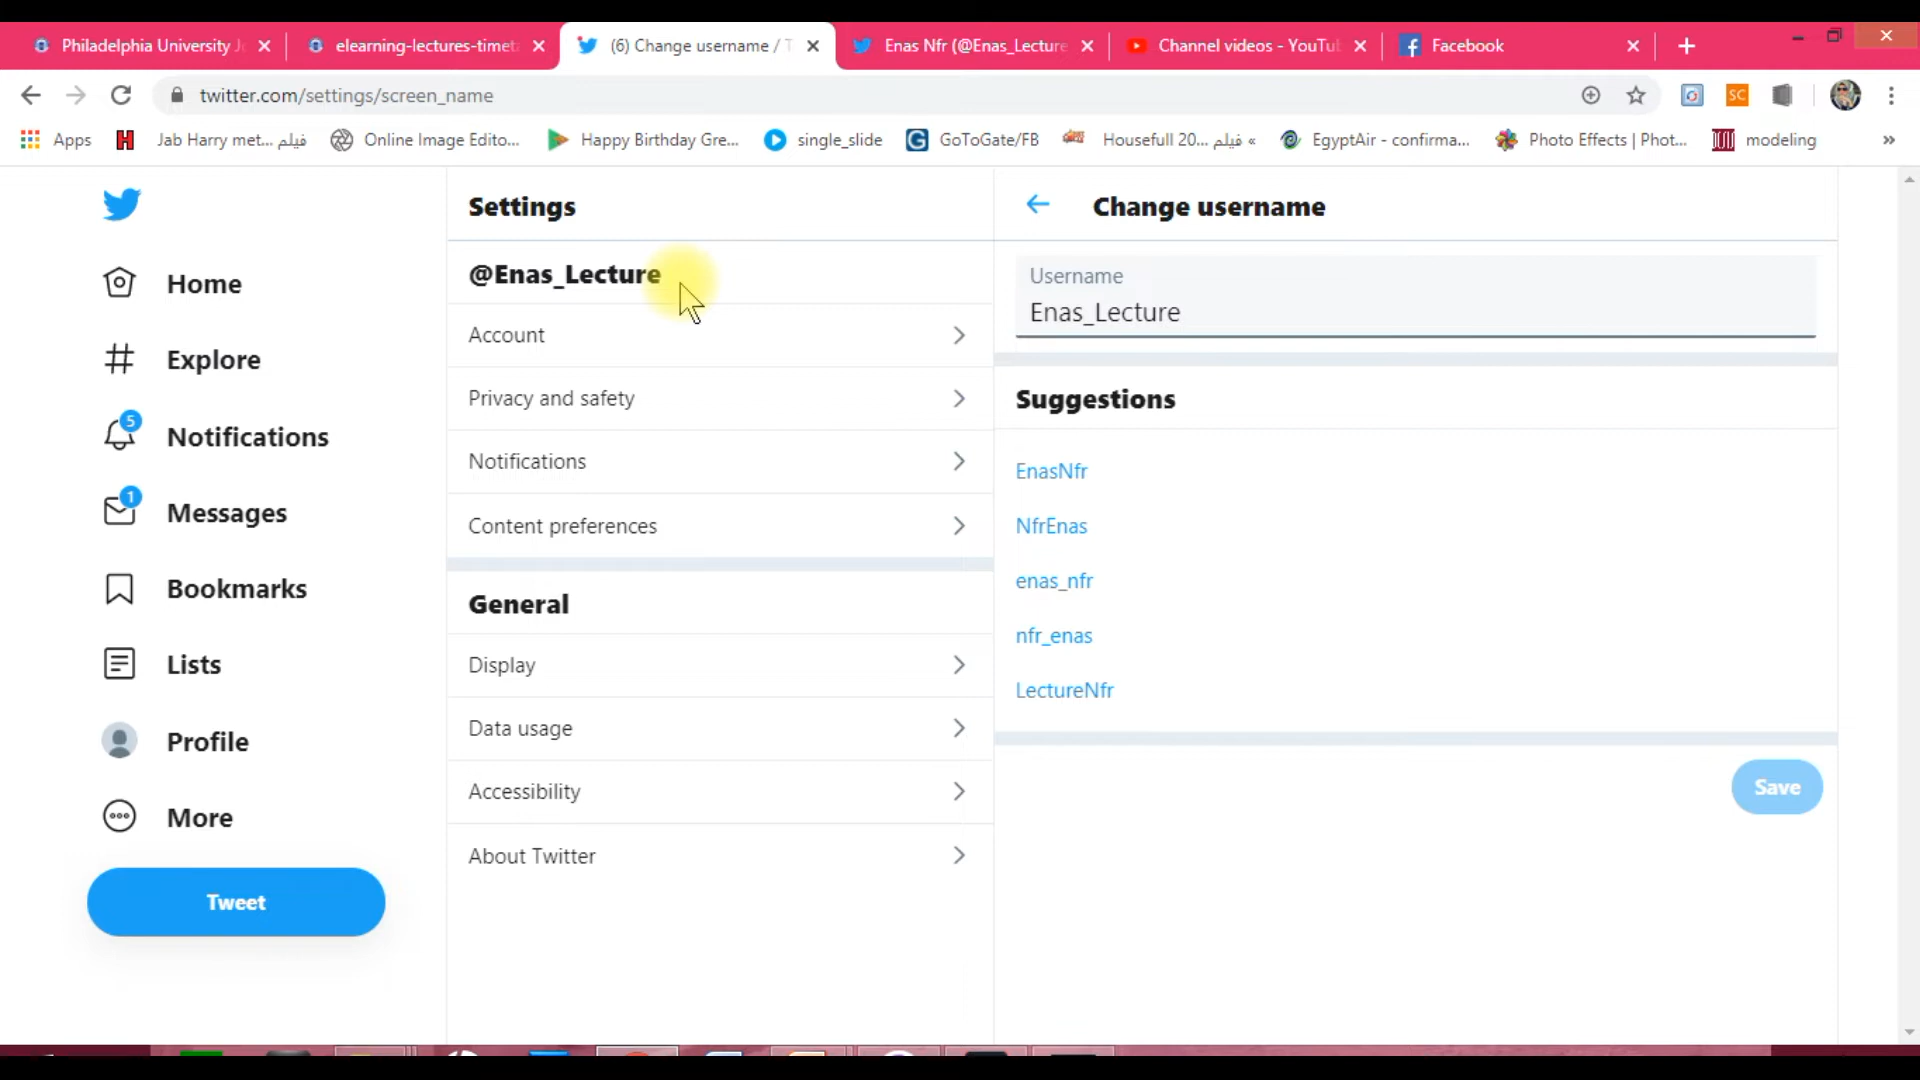 Philadelphia University J
elearning-lectures-timeta
(6) Change username / T
Enas Nfr (@Enas_Lecture
Channel videos - YouTu
Facebook
twitter.com/settings/screen_name
SC
Apps
Jab Harry met... فيلم
Online Image Edito...
Happy Birthday Gre...
single_slide
GoToGate/FB
Housefull 20... فيلم «
EgyptAir - confirma...
Photo Effects | Phot...
modeling
»
Home
Explore
5
Notifications
1
Messages
Bookmarks
Lists
Profile
More
Tweet
Settings
@Enas_Lecture
Account
Privacy and safety
Notifications
Content preferences
General
Display
Data usage
Accessibility
About Twitter
Change username
Username
Enas_Lecture
Suggestions
EnasNfr
NfrEnas
enas_nfr
nfr_enas
LectureNfr
Save